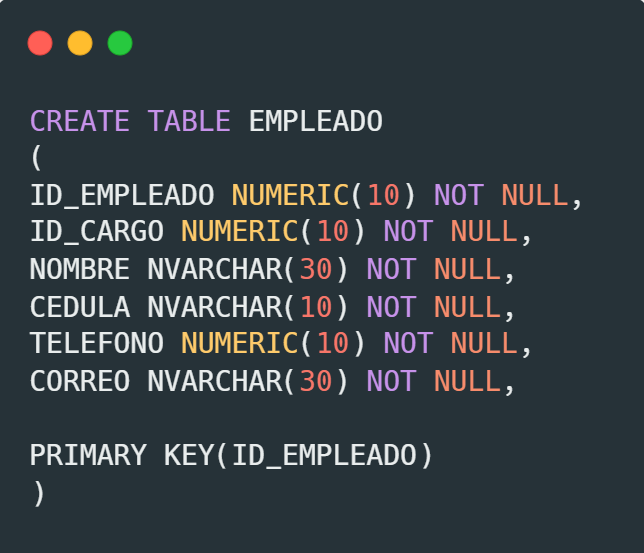 CREATE TABLE EMPLEADO
(
ID_EMPLEADO NUMERIC(10) NOT NULL,
ID_CARGO NUMERIC(10) NOT NULL,
NOMBRE NVARCHAR(30) NOT NULL,
CEDULA NVARCHAR(10) NOT NULL,
TELEFONO NUMERIC(10) NOT NULL,
CORREO NVARCHAR(30) NOT NULL,
PRIMARY KEY(ID_EMPLEADO)
)